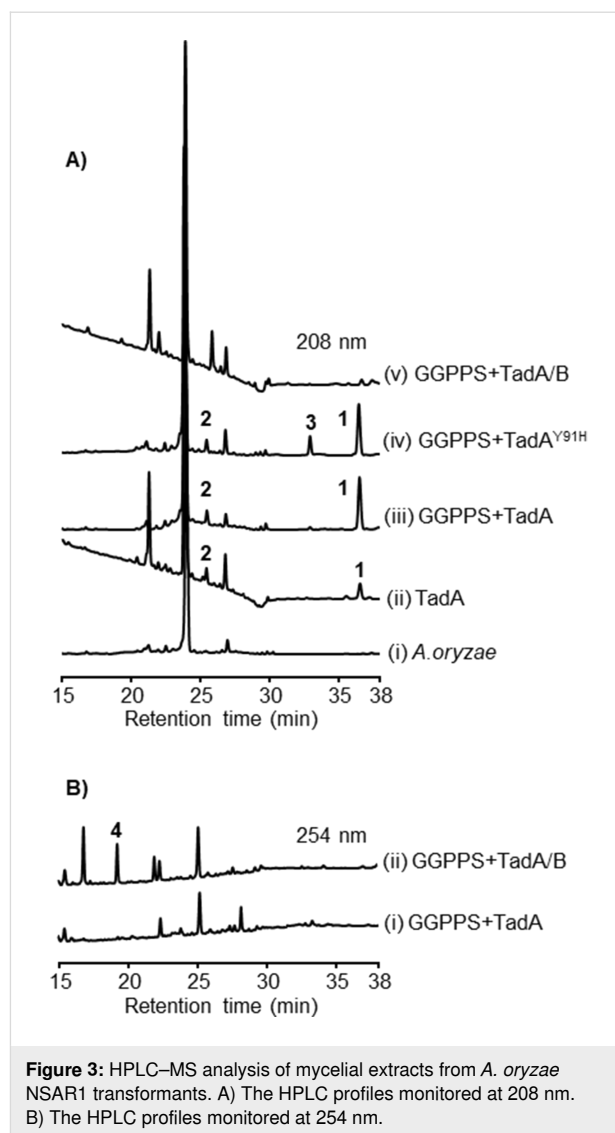 A)
208 nm
(v) GGPPS+TadA/B
2 3 1
(iv) GGPPS+TadA^Y91H
2 1
(iii) GGPPS+TadA
2 1
(ii) TadA
(i) A.oryzae
15 20 25 30 35 38
Retention time (min)
B)
4 254 nm
(ii) GGPPS+TadA/B
(i) GGPPS+TadA
15 20 25 30 35 38
Retention time (min)
Figure 3: HPLC–MS analysis of mycelial extracts from A. oryzae
NSAR1 transformants. A) The HPLC profiles monitored at 208 nm.
B) The HPLC profiles monitored at 254 nm.